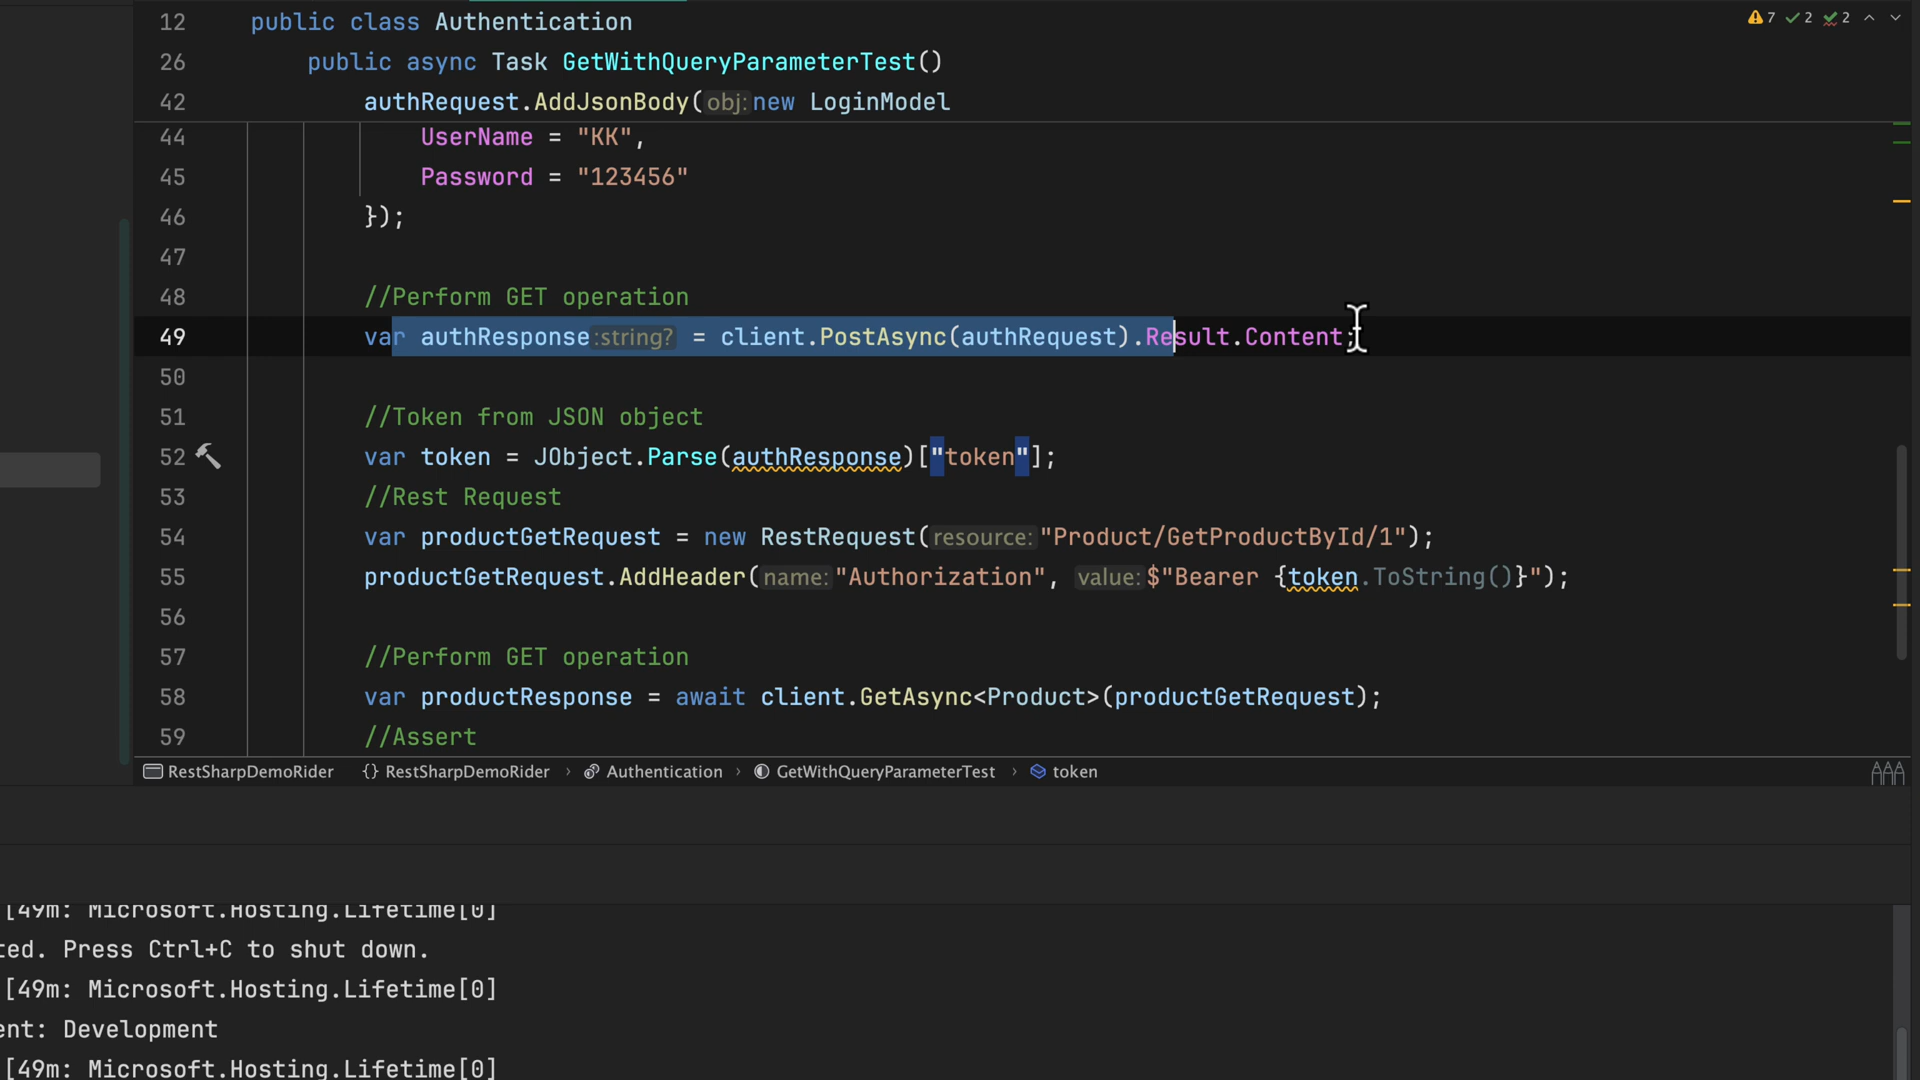 12 public class Authentication
7 2 2
26 public async Task GetWithQueryParameterTest()
42 authRequest.AddJsonBody(obj: new LoginModel
44 UserName = "KK",
45 Password = "123456"
46 });
47
48 //Perform GET operation
49 var authResponse :string? = client.PostAsync(authRequest).Result.Content;
50
51 //Token from JSON object
52 var token = JObject.Parse(authResponse)["token"];
53 //Rest Request
54 var productGetRequest = new RestRequest(resource: "Product/GetProductById/1");
55 productGetRequest.AddHeader(name: "Authorization", value: $"Bearer {token.ToString()}");
56
57 //Perform GET operation
58 var productResponse = await client.GetAsync<Product>(productGetRequest);
59 //Assert
RestSharpDemoRider {} RestSharpDemoRider › Authentication › GetWithQueryParameterTest › token
[49m: Microsoft.Hosting.Lifetime[0]
ted. Press Ctrl+C to shut down.
[49m: Microsoft.Hosting.Lifetime[0]
ent: Development
[49m: Microsoft.Hosting.Lifetime[0]